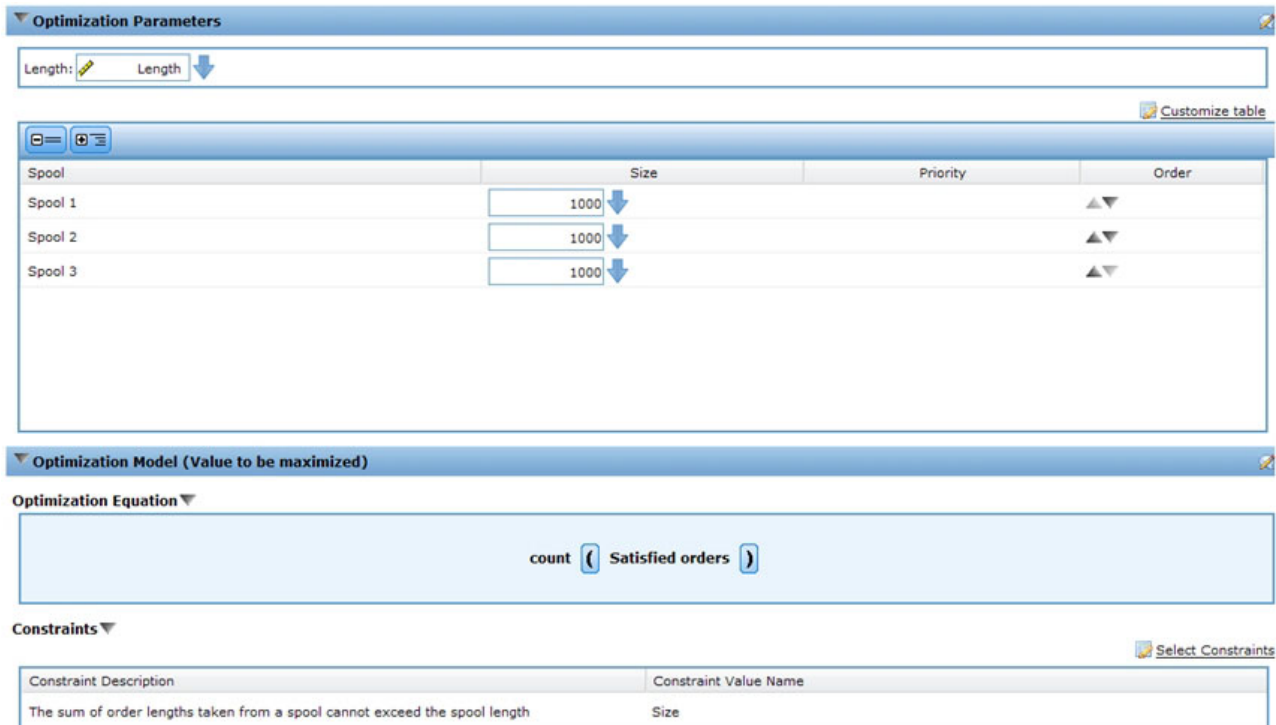 Optimization Parameters
Length: Length
Customize table
Spool Size Priority Order
Spool 1 1000
Spool 2 1000
Spool 3 1000
Optimization Model (Value to be maximized)
Optimization Equation
count ( Satisfied orders )
Constraints
Select Constraints
Constraint Description Constraint Value Name
The sum of order lengths taken from a spool cannot exceed the spool length Size